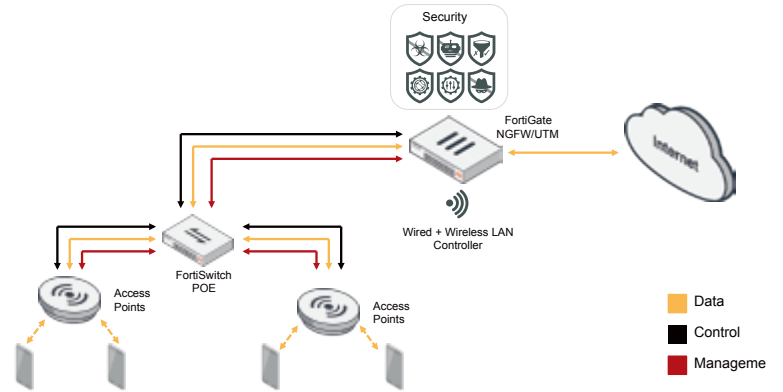 Security
FortiGate
NGFW/UTM
Internet
Wired + Wireless LAN
Controller
FortiSwitch
POE
Access
Points
Access
Points
Data
Control
Manageme